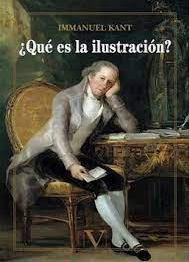 IMMANUEL KANT
¿Qué es la ilustración?
V